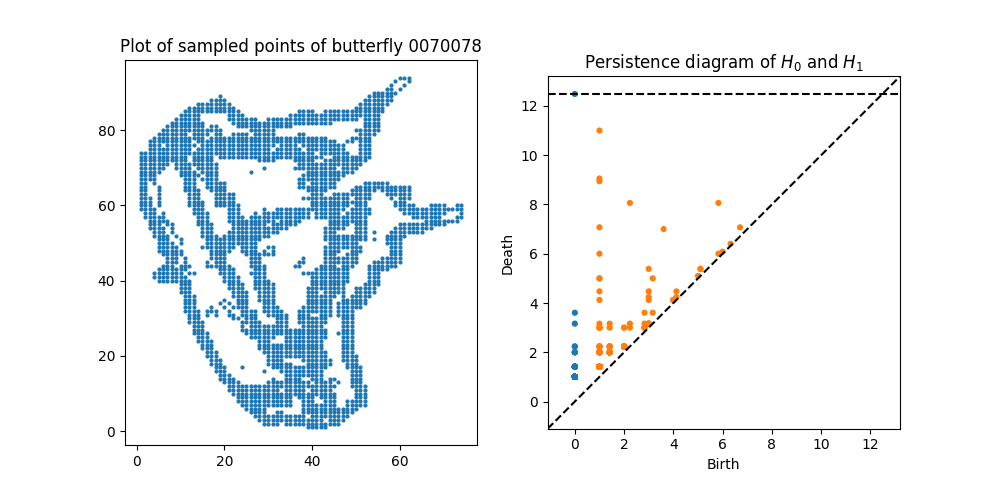 Plot of sampled points of butterfly 0070078
80
60
40
20
0
0 20 40 60
Persistence diagram of H₀ and H₁
Death
12
10
8
6
4
2
0
0 2 4 6 8 10 12
Birth